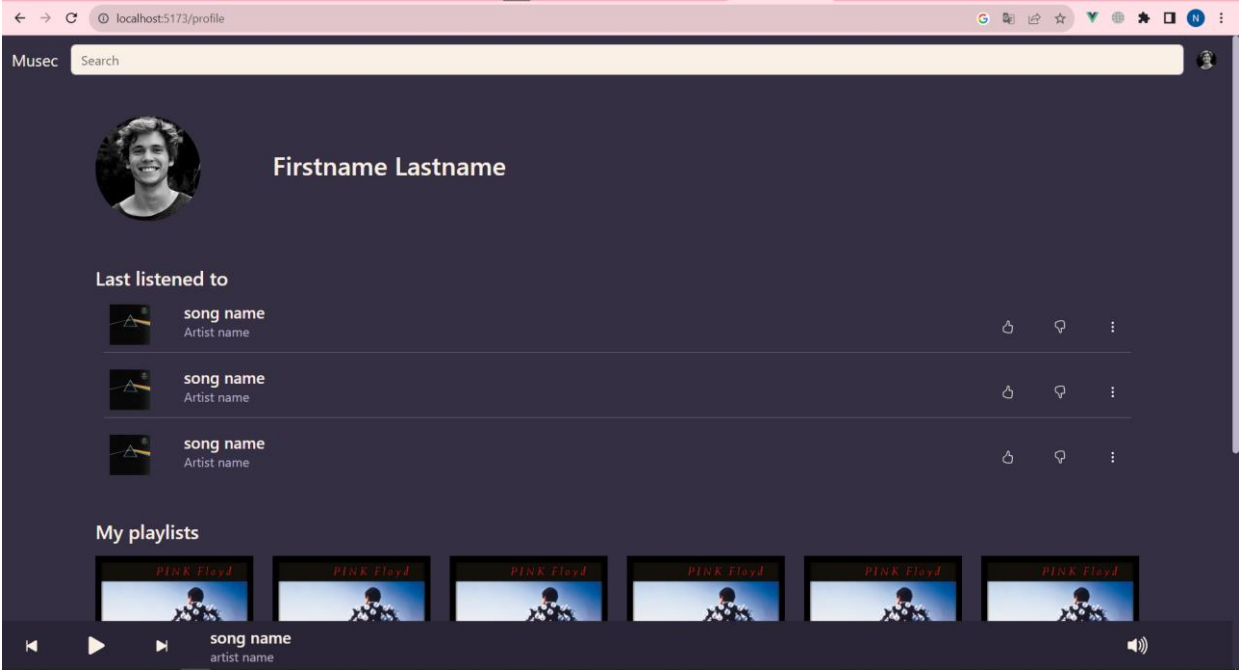 localhost:5173/profile
N
Musec
Search
Firstname Lastname
Last listened to
song name
Artist name
song name
Artist name
song name
Artist name
My playlists
PINK Floyd PINK Floyd PINK Floyd PINK Floyd PINK Floyd PINK Floyd
song name
artist name